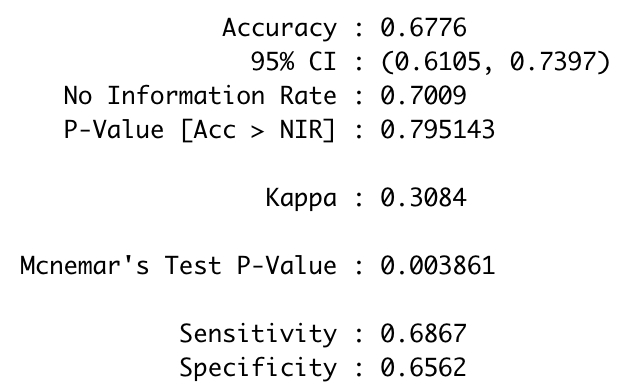 Accuracy : 0.6776
95% CI : (0.6105, 0.7397)
No Information Rate : 0.7009
P-Value [Acc > NIR] : 0.795143
Kappa : 0.3084
Mcnemar's Test P-Value : 0.003861
Sensitivity : 0.6867
Specificity : 0.6562